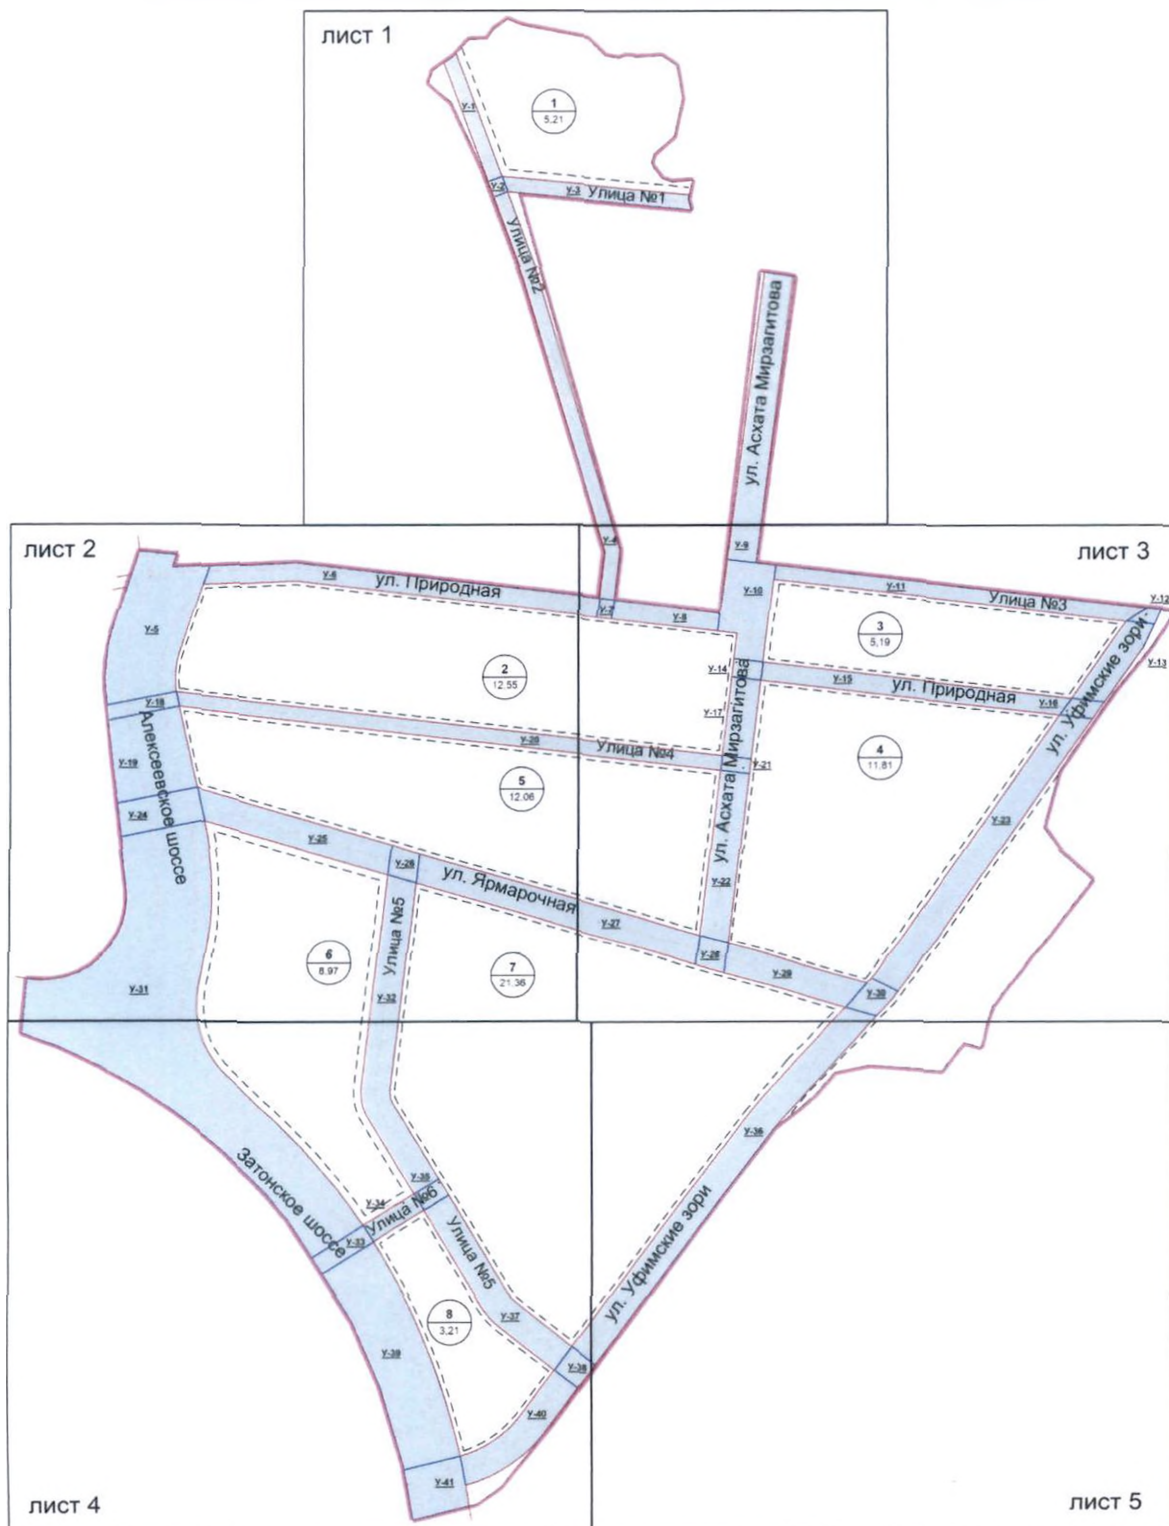 лист 1
У-1
1
5,21
У-2
У-3
Улица №1
Улица №2
ул. Асхата Мирзагитова
лист 2
У-4
У-9
лист 3
У-6
ул. Природная
У-7
У-8
У-10
У-11
Улица №3
У-12
У-5
3
5,19
2
12.55
У-14
У-15
ул. Природная
У-16
У-13
ул. Уфимские зори
У-18
Алексеевское шоссе
У-17
ул. Асхата Мирзагитова
У-20
Улица №4
У-21
4
11,81
У-19
5
12.06
У-24
У-25
У-26
ул. Ярмарочная
У-22
У-23
У-27
6
8.97
Улица №5
7
21.36
У-28
У-29
У-30
У-31
У-32
У-36
Затонское шоссе
У-35
У-34
Улица №6
У-33
Улица №5
ул. Уфимские зори
8
3,21
У-37
У-39
У-38
У-40
У-41
лист 4
лист 5